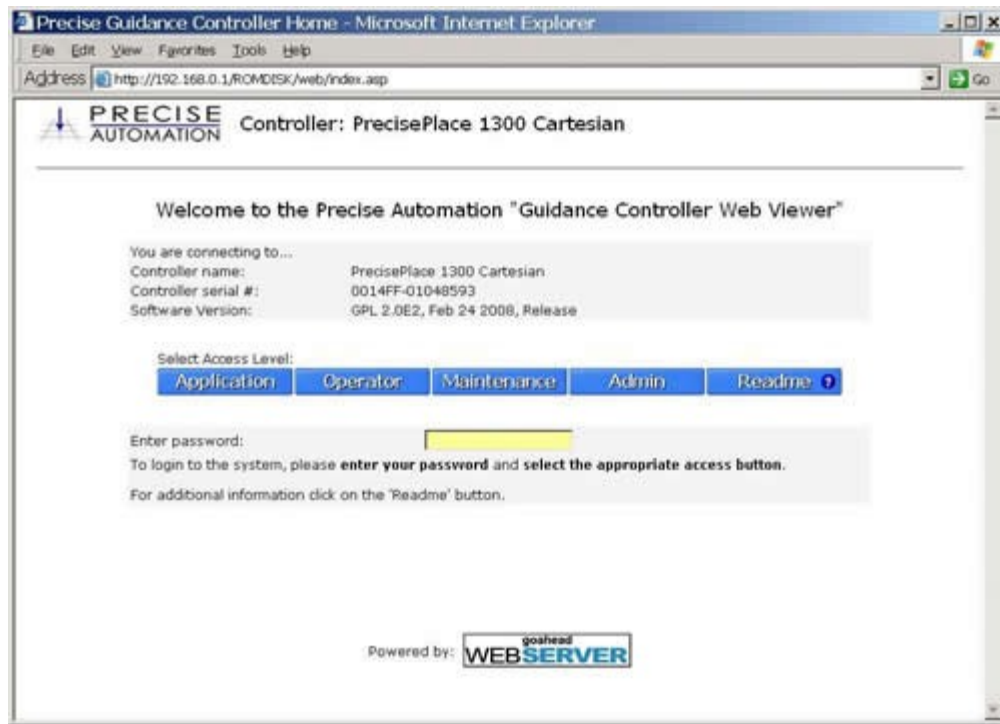 Precise Guidance Controller Home - Microsoft Internet Explorer
File Edit View Favorites Tools Help
Address http://192.168.0.1/ROMDISK/web/index.asp Go
PRECISE
AUTOMATION
Controller: PrecisePlace 1300 Cartesian
Welcome to the Precise Automation "Guidance Controller Web Viewer"
You are connecting to...
Controller name: PrecisePlace 1300 Cartesian
Controller serial #: 0014FF-01048593
Software Version: GPL 2.0E2, Feb 24 2008, Release
Select Access Level:
Application Operator Maintenance Admin Readme ?
Enter password:
To login to the system, please enter your password and select the appropriate access button.
For additional information click on the 'Readme' button.
Powered by: goahead
WEBSERVER